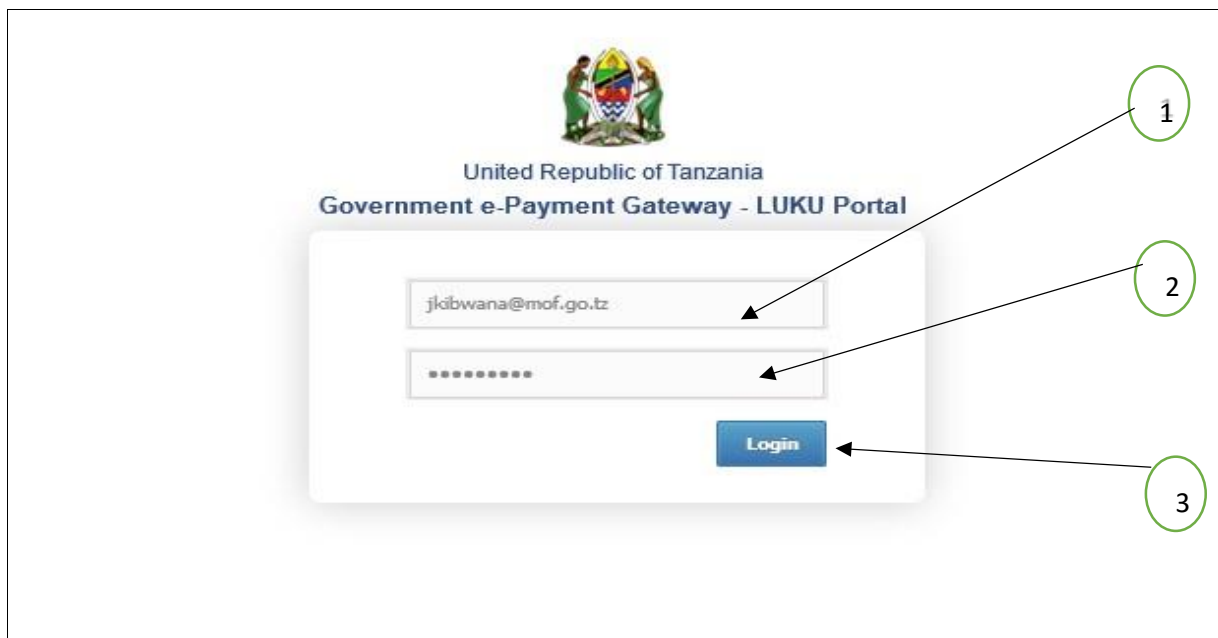 United Republic of Tanzania
Government e-Payment Gateway - LUKU Portal
1
jkibwana@mof.go.tz
2
•••••••••
Login
3